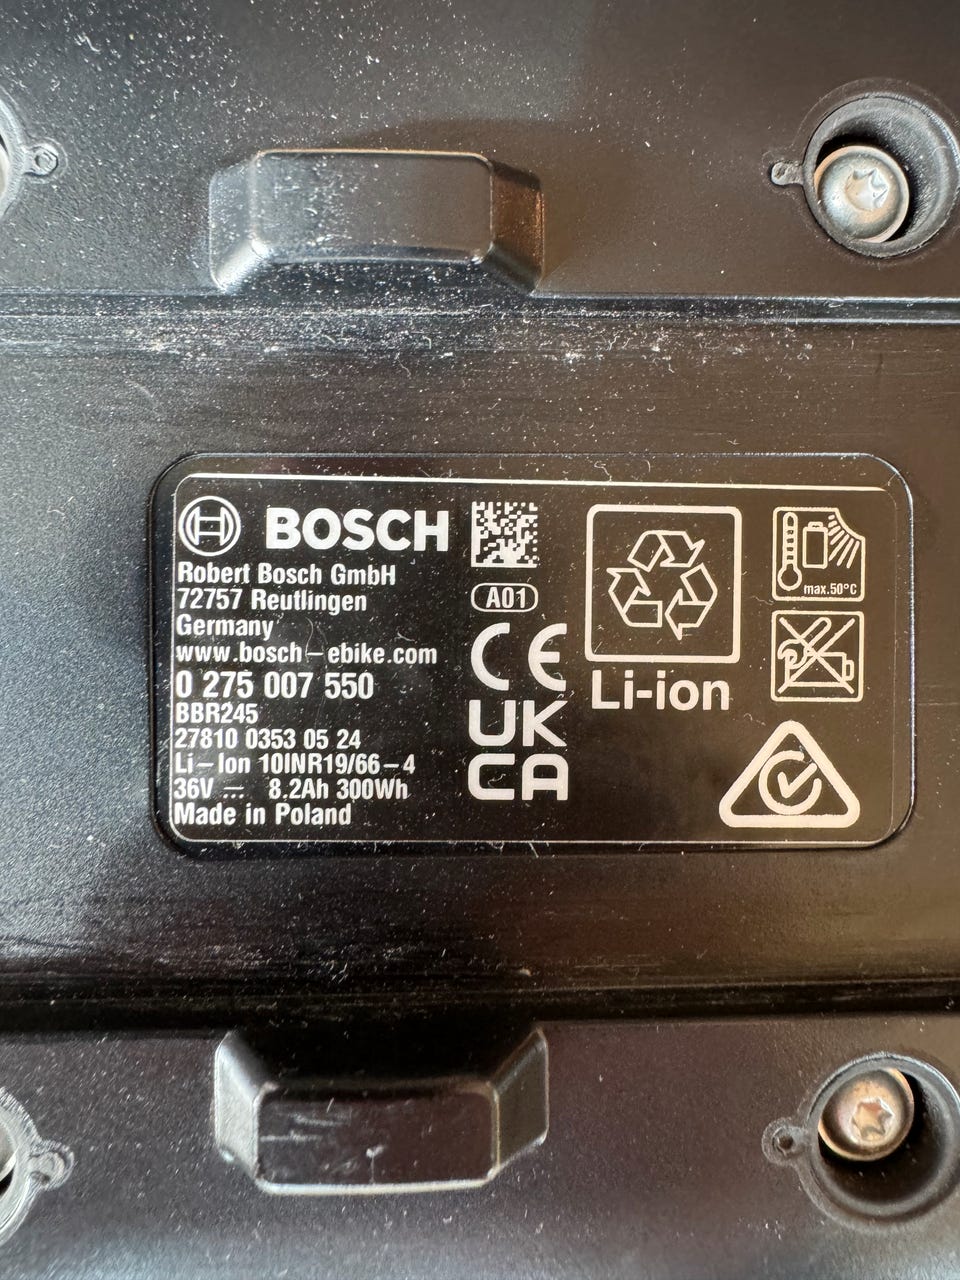 BOSCH
Robert Bosch GmbH
72757 Reutlingen
Germany
www.bosch-ebike.com
0 275 007 550
BBR245
27810 0353 05 24
Li-Ion 10INR19/66-4
36V ⎓ 8.2Ah 300Wh
Made in Poland
A01
CE
UK
CA
Li-ion
max.50°C